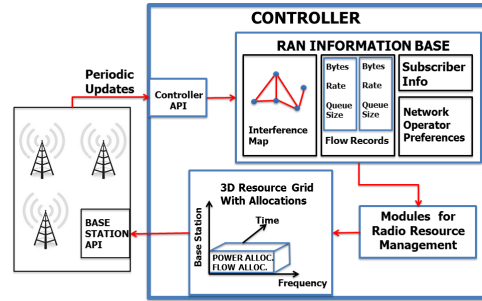 CONTROLLER
RAN INFORMATION BASE
Periodic
Updates
Controller
API
Interference
Map
Bytes
Rate
Queue
Size
Bytes
Rate
Queue
Size
Flow Records
Subscriber
Info
Network
Operator
Preferences
BASE
STATION
API
3D Resource Grid
With Allocations
Base Station
Time
POWER ALLOC.
FLOW ALLOC.
Frequency
Modules for
Radio Resource
Management